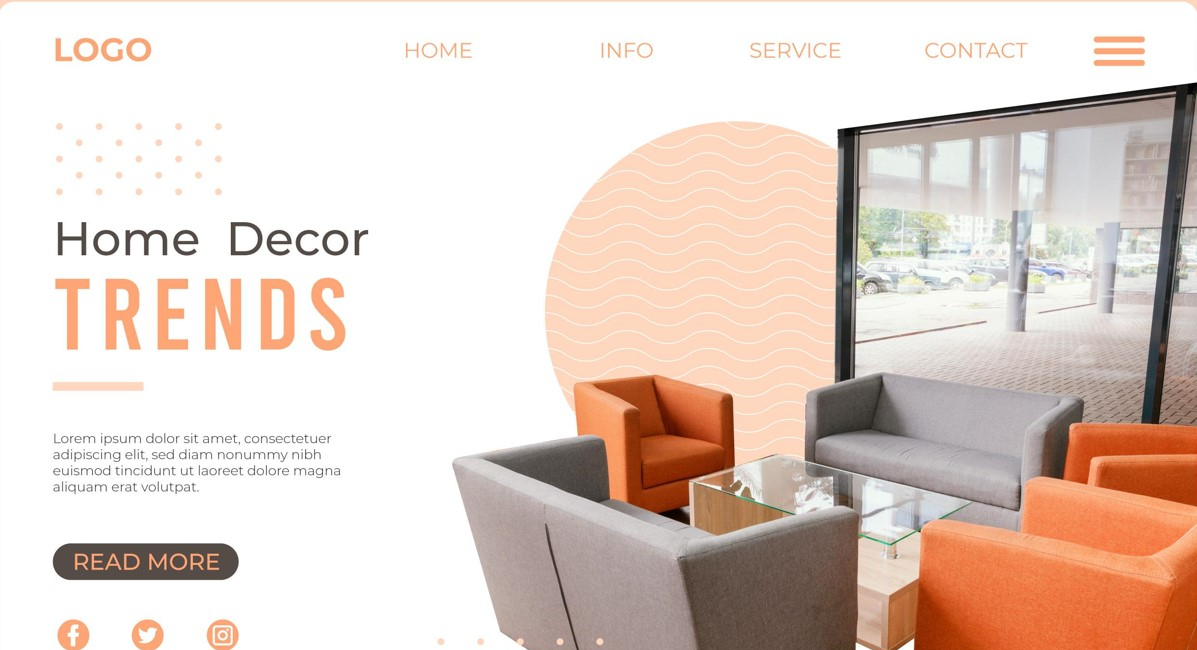 LOGO
HOME INFO SERVICE CONTACT
Home Decor
TRENDS
Lorem ipsum dolor sit amet, consectetuer
adipiscing elit, sed diam nonummy nibh
euismod tincidunt ut laoreet dolore magna
aliquam erat volutpat.
READ MORE